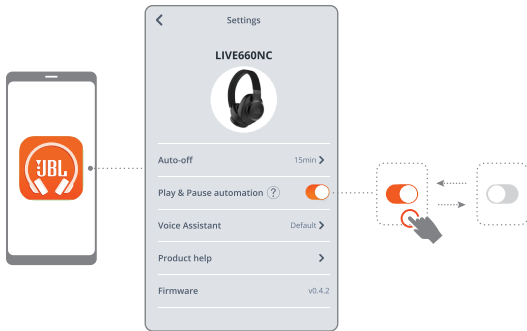 Settings
LIVE660NC
JBL
Auto-off 15min
Play & Pause automation ?
Voice Assistant Default
Product help
Firmware v0.4.2